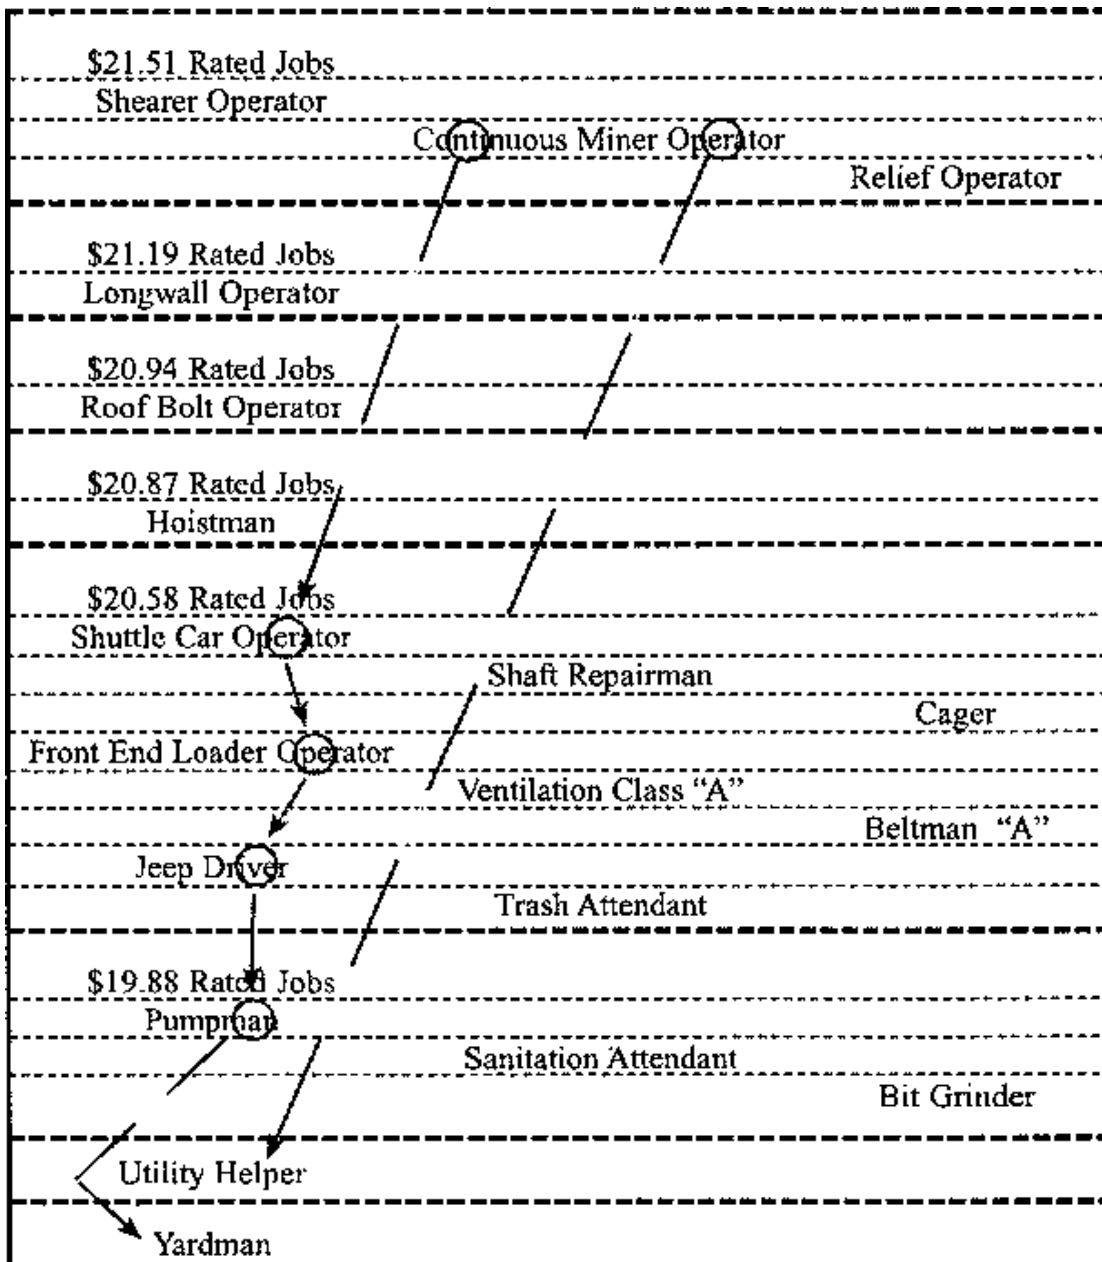 $21.51 Rated Jobs
Shearer Operator
Continuous Miner Operator
Relief Operator
$21.19 Rated Jobs
Longwall Operator
$20.94 Rated Jobs
Roof Bolt Operator
$20.87 Rated Jobs
Hoistman
$20.58 Rated Jobs
Shuttle Car Operator
Shaft Repairman
Cager
Front End Loader Operator
Ventilation Class “A”
Beltman “A”
Jeep Driver
Trash Attendant
$19.88 Rated Jobs
Pumpman
Sanitation Attendant
Bit Grinder
Utility Helper
Yardman